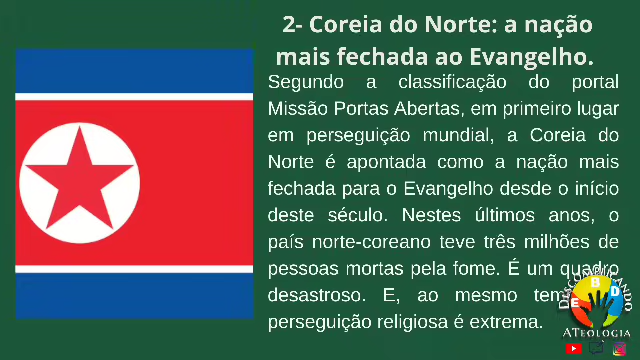 2- Coreia do Norte: a nação
mais fechada ao Evangelho.
Segundo a classificação do portal
Missão Portas Abertas, em primeiro lugar
em perseguição mundial, a Coreia do
Norte é apontada como a nação mais
fechada para o Evangelho desde o início
deste século. Nestes últimos anos, o
país norte-coreano teve três milhões de
pessoas mortas pela fome. É um quadro
desastroso. E, ao mesmo
perseguição religiosa é extrema.
DESCOMPLICANDO
EBD
ATEOLOGIA